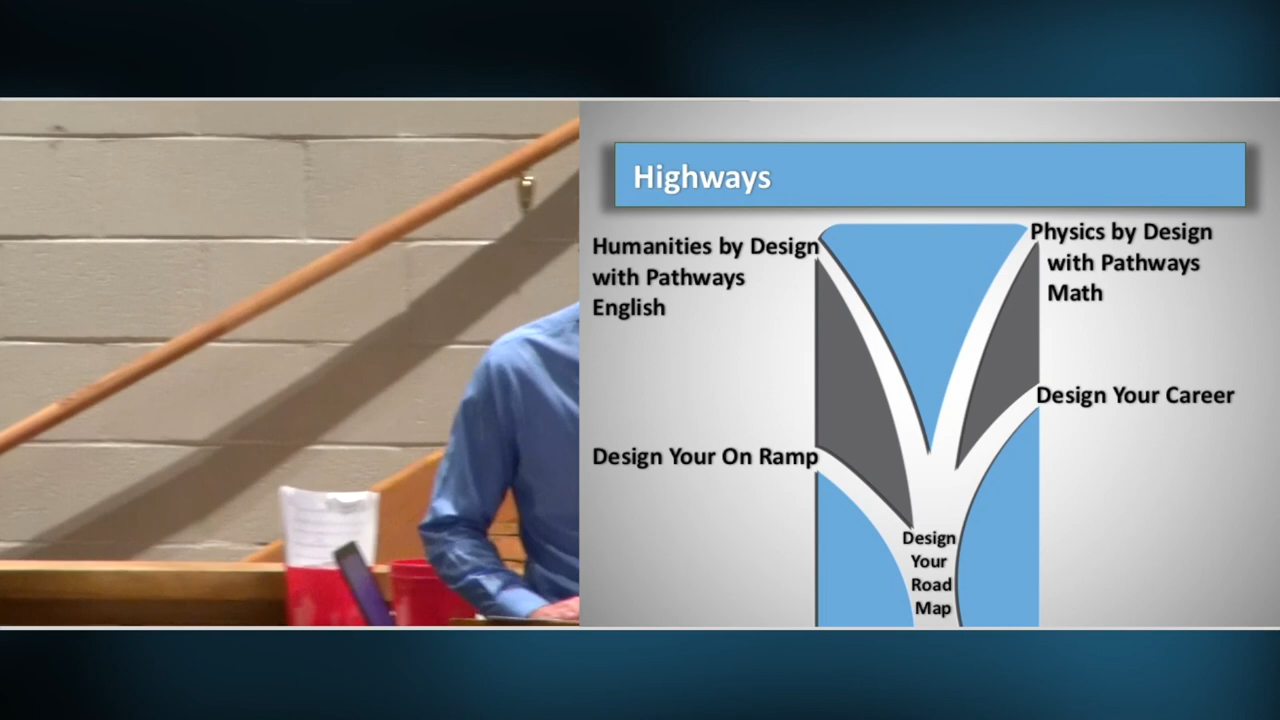 Highways
Humanities by Design
with Pathways
English
Physics by Design
with Pathways
Math
Design Your Career
Design Your On Ramp
Design
Your
Road
Map